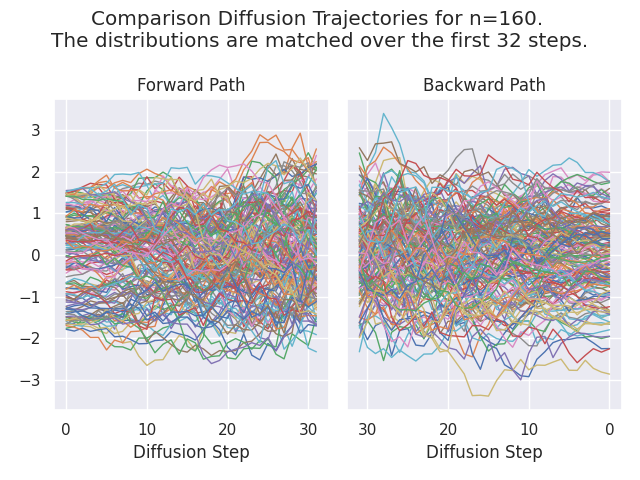 Comparison Diffusion Trajectories for n=160.
The distributions are matched over the first 32 steps.
Forward Path
Backward Path
3
2
1
0
−1
−2
−3
0 10 20 30
30 20 10 0
Diffusion Step
Diffusion Step